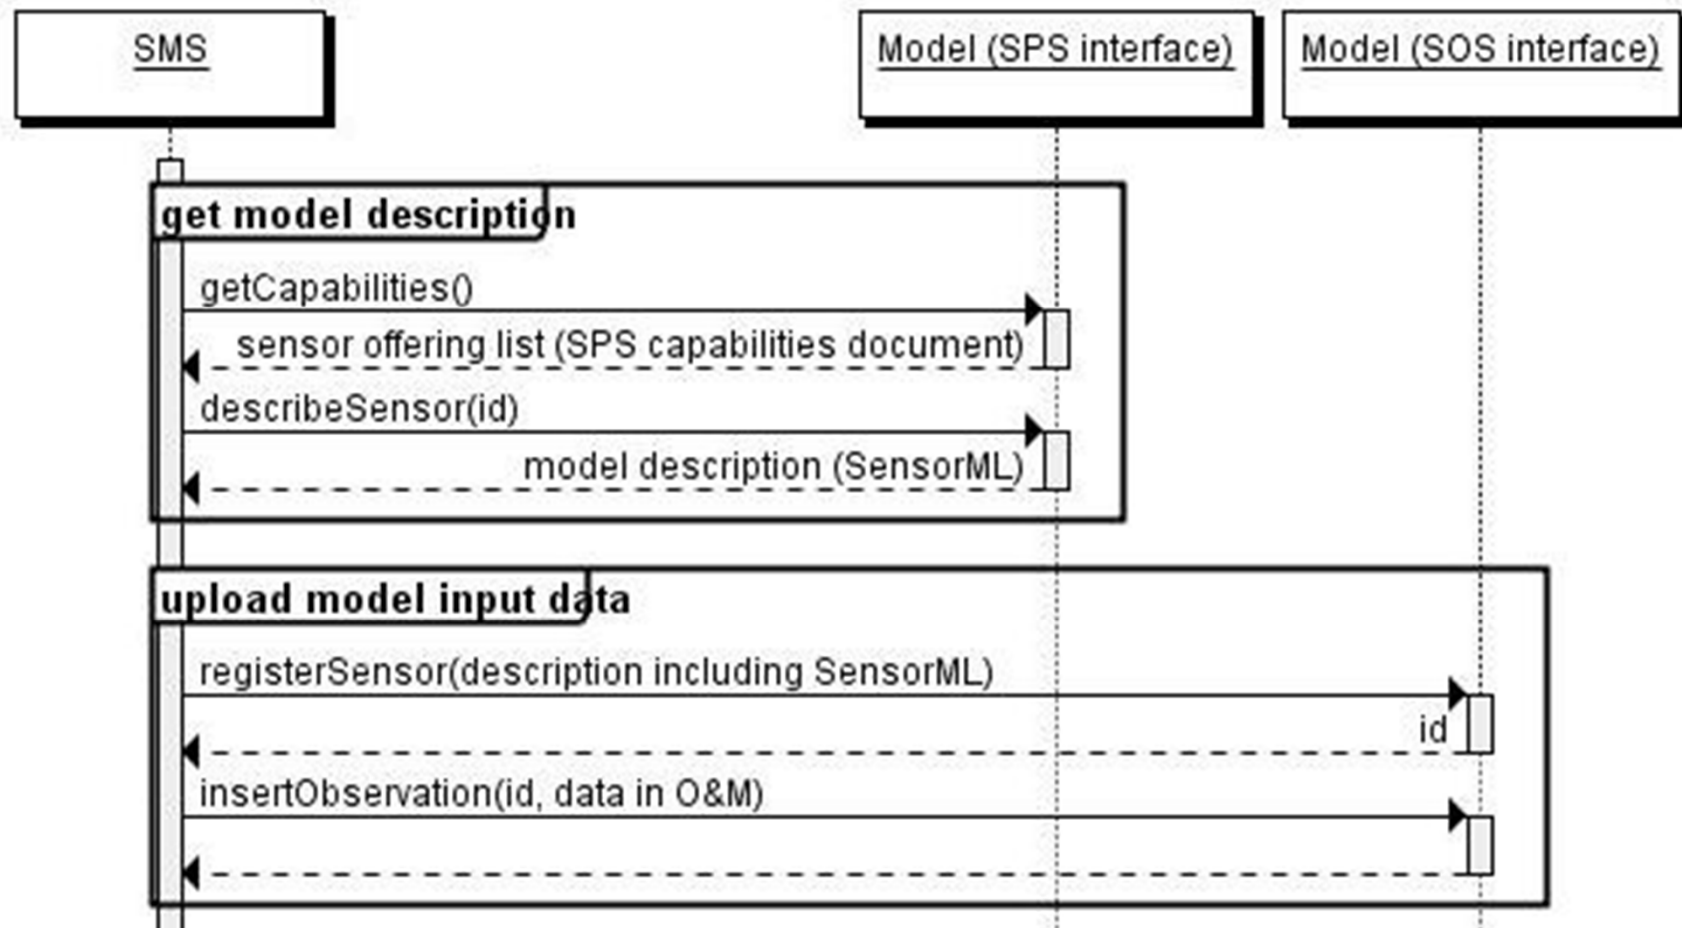 SMS
Model (SPS interface)
Model (SOS interface)
get model description
getCapabilities()
sensor offering list (SPS capabilities document)
describeSensor(id)
model description (SensorML)
upload model input data
registerSensor(description including SensorML)
id
insertObservation(id, data in O&M)